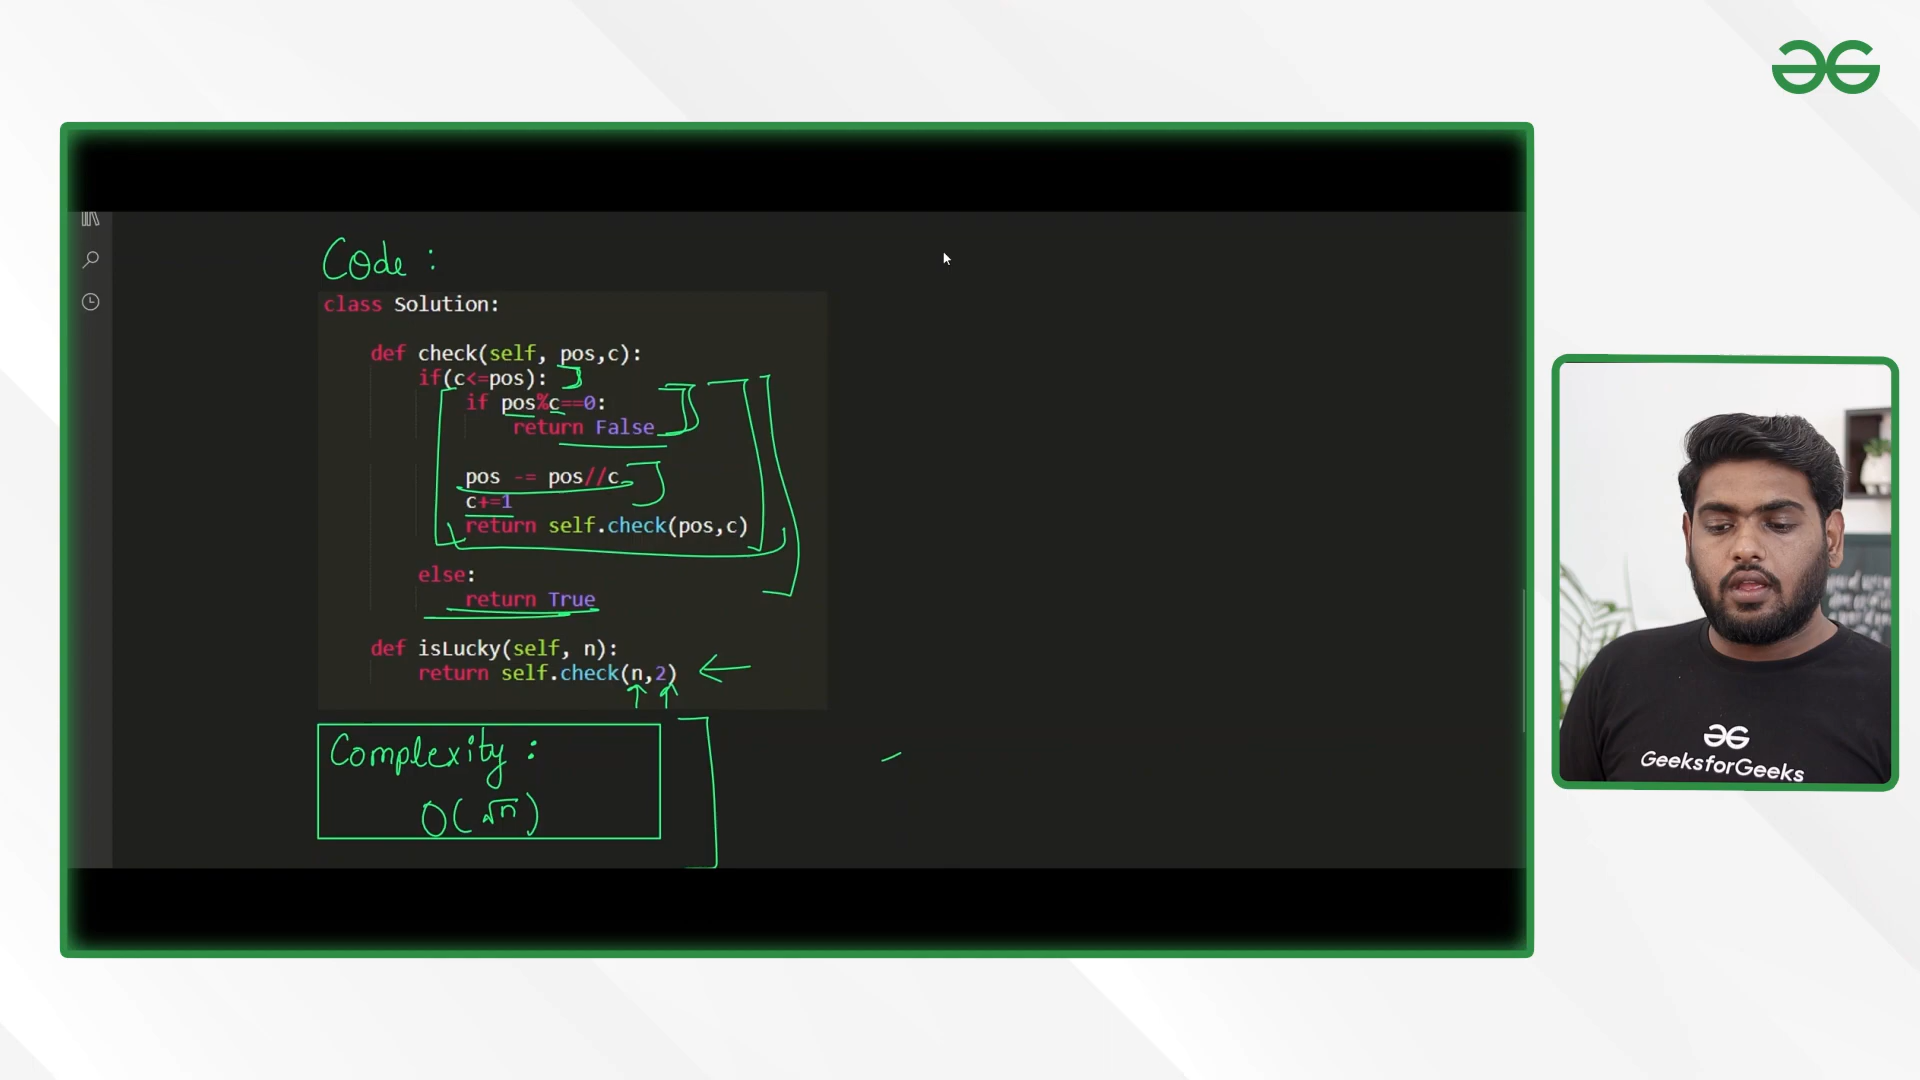 Code :
class Solution:
def check(self, pos,c):
if(c<=pos):
if pos%c==0:
return False
pos -= pos//c
c+=1
return self.check(pos,c)
else:
return True
def isLucky(self, n):
return self.check(n,2)
Complexity :
O(√n)
GeeksforGeeks